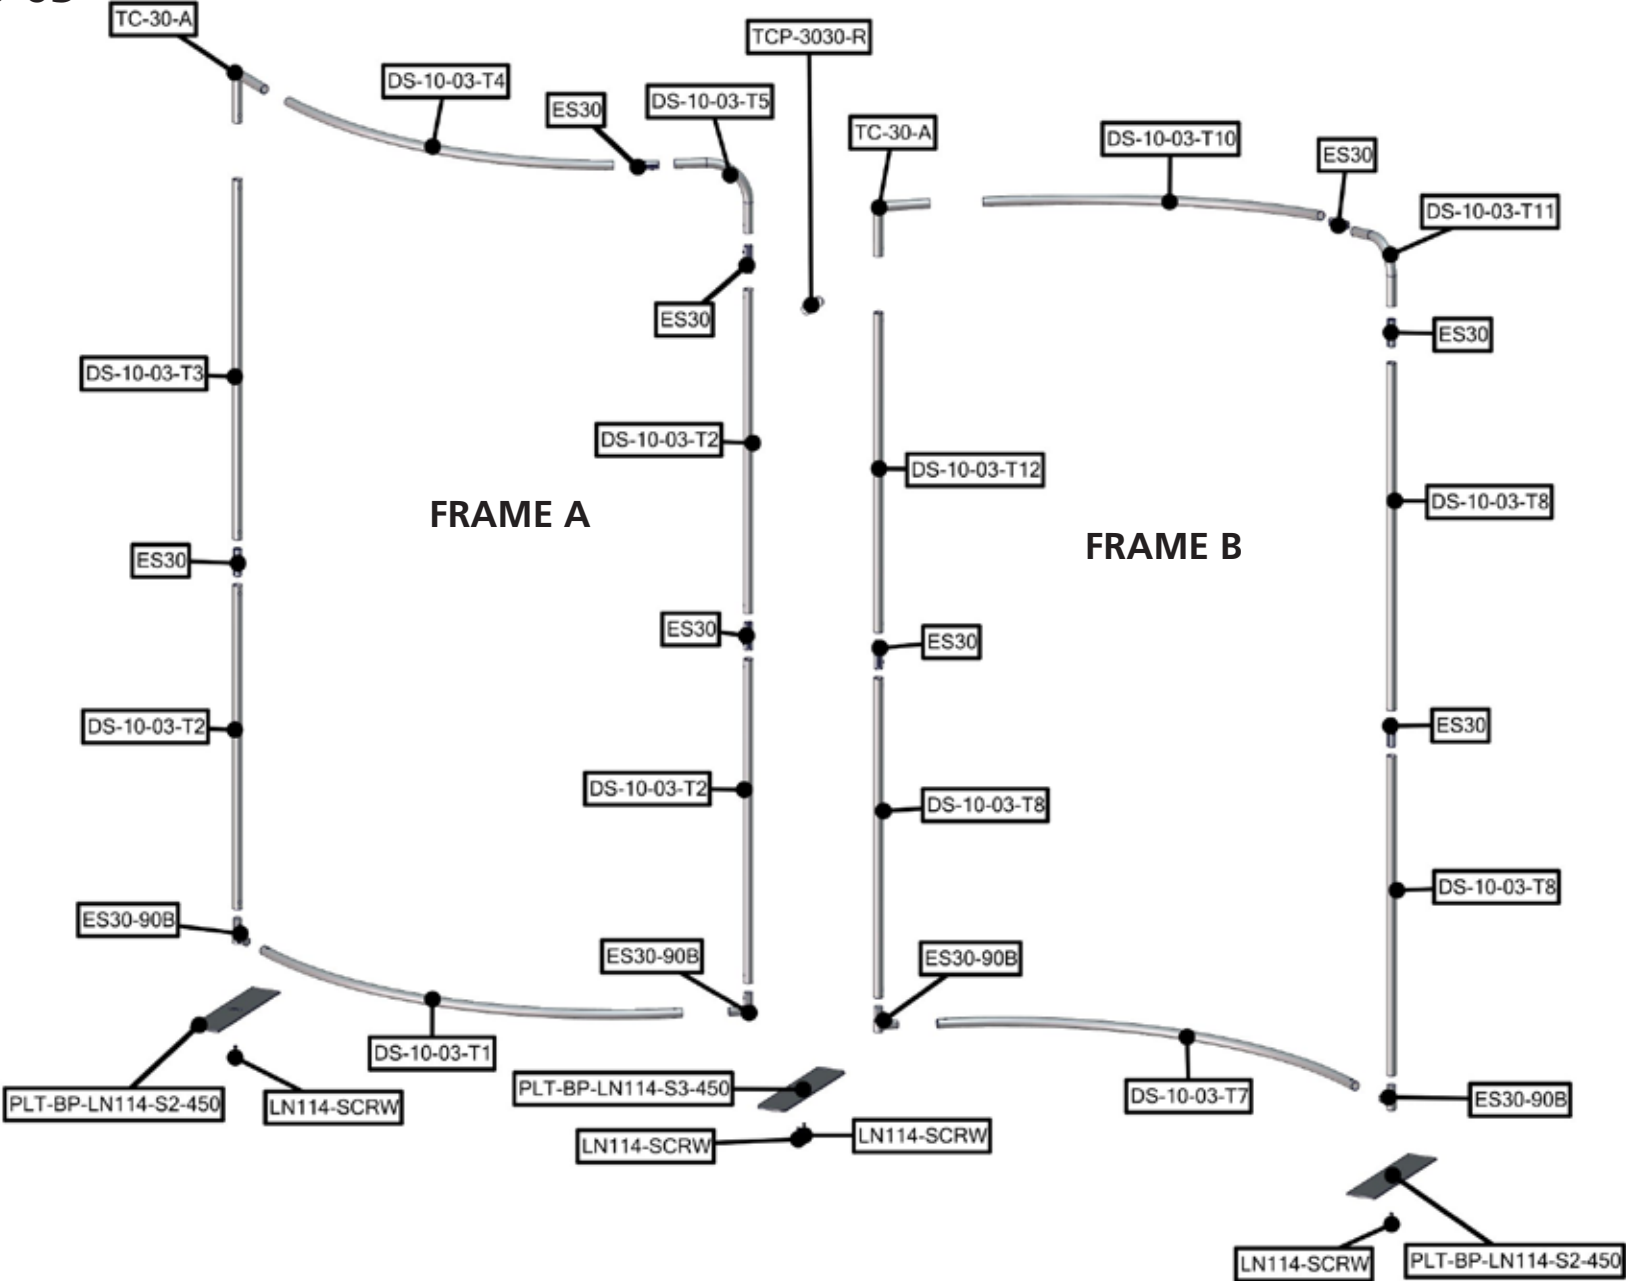 TC-30-A
TCP-3030-R
DS-10-03-T4
DS-10-03-T5
ES30
TC-30-A
DS-10-03-T10
ES30
DS-10-03-T11
ES30
ES30
DS-10-03-T3
DS-10-03-T2
DS-10-03-T12
DS-10-03-T8
FRAME A
FRAME B
ES30
ES30
ES30
ES30
DS-10-03-T2
DS-10-03-T2
DS-10-03-T8
DS-10-03-T8
ES30-90B
ES30-90B
ES30-90B
DS-10-03-T1
DS-10-03-T7
ES30-90B
PLT-BP-LN114-S2-450
LN114-SCRW
PLT-BP-LN114-S3-450
LN114-SCRW
LN114-SCRW
LN114-SCRW
PLT-BP-LN114-S2-450